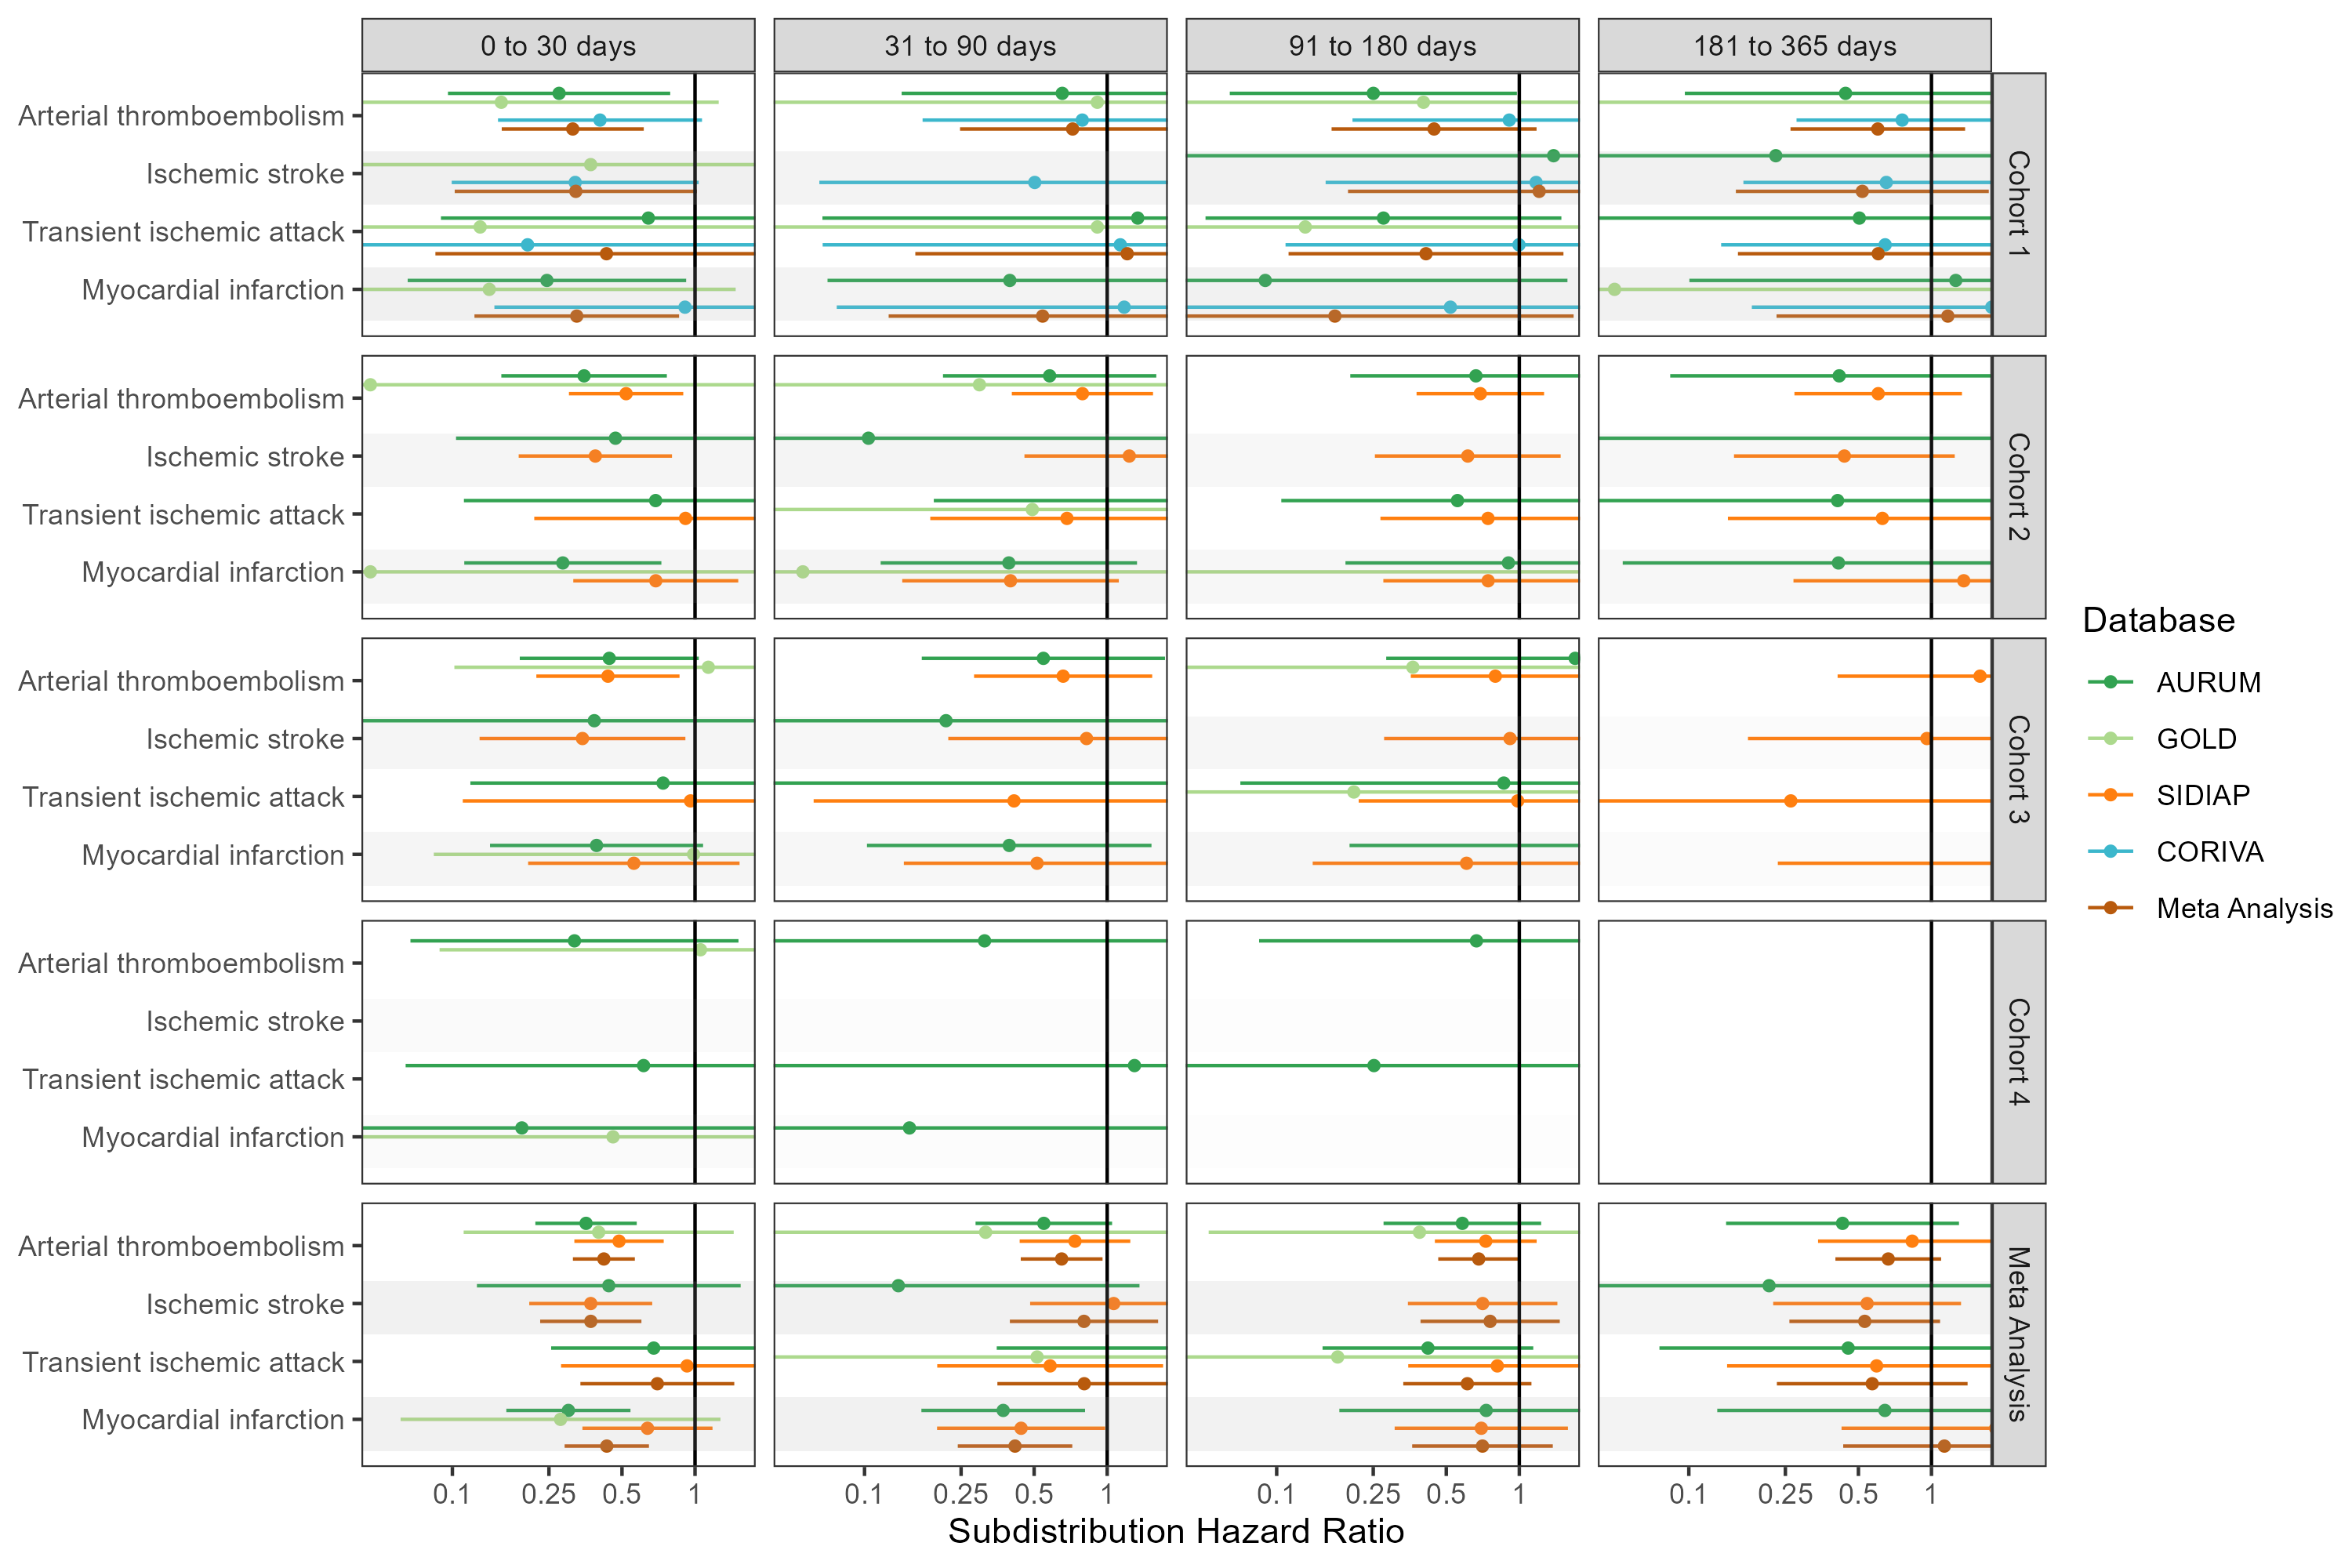 0 to 30 days
31 to 90 days
91 to 180 days
181 to 365 days
Arterial thromboembolism
Ischemic stroke
Transient ischemic attack
Myocardial infarction
Cohort 1
Arterial thromboembolism
Ischemic stroke
Transient ischemic attack
Myocardial infarction
Cohort 2
Arterial thromboembolism
Ischemic stroke
Transient ischemic attack
Myocardial infarction
Cohort 3
Arterial thromboembolism
Ischemic stroke
Transient ischemic attack
Myocardial infarction
Cohort 4
Arterial thromboembolism
Ischemic stroke
Transient ischemic attack
Myocardial infarction
Meta Analysis
0.1 0.25 0.5 1
0.1 0.25 0.5 1
0.1 0.25 0.5 1
0.1 0.25 0.5 1
Subdistribution Hazard Ratio
Database
AURUM
GOLD
SIDIAP
CORIVA
Meta Analysis